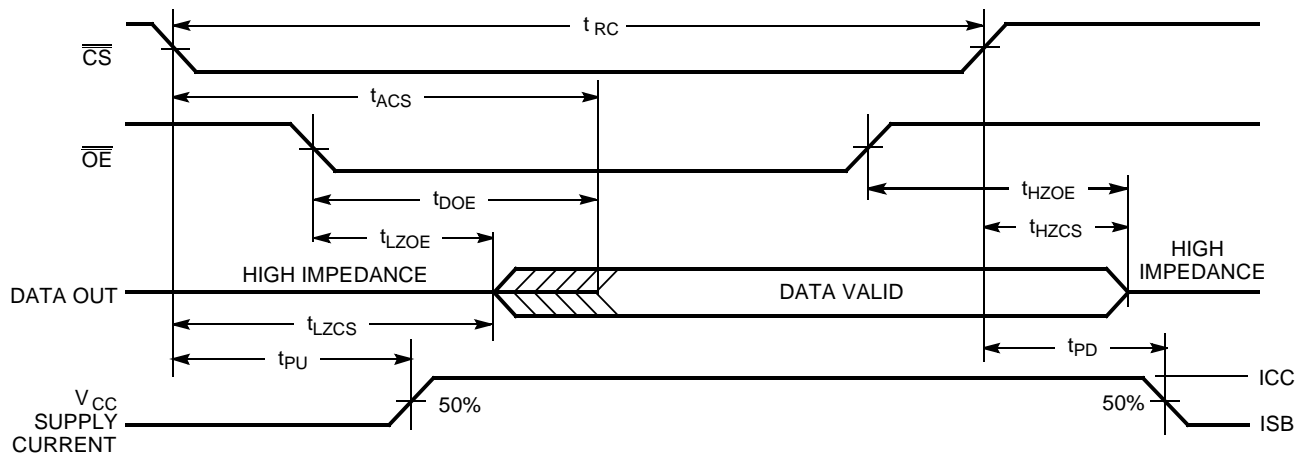 t RC
CS
tACS
OE
tDOE
tHZOE
tLZOE
tHZCS
HIGH IMPEDANCE
HIGH
IMPEDANCE
DATA OUT
DATA VALID
tLZCS
tPU
tPD
VCC
SUPPLY
CURRENT
50%
50%
ICC
ISB